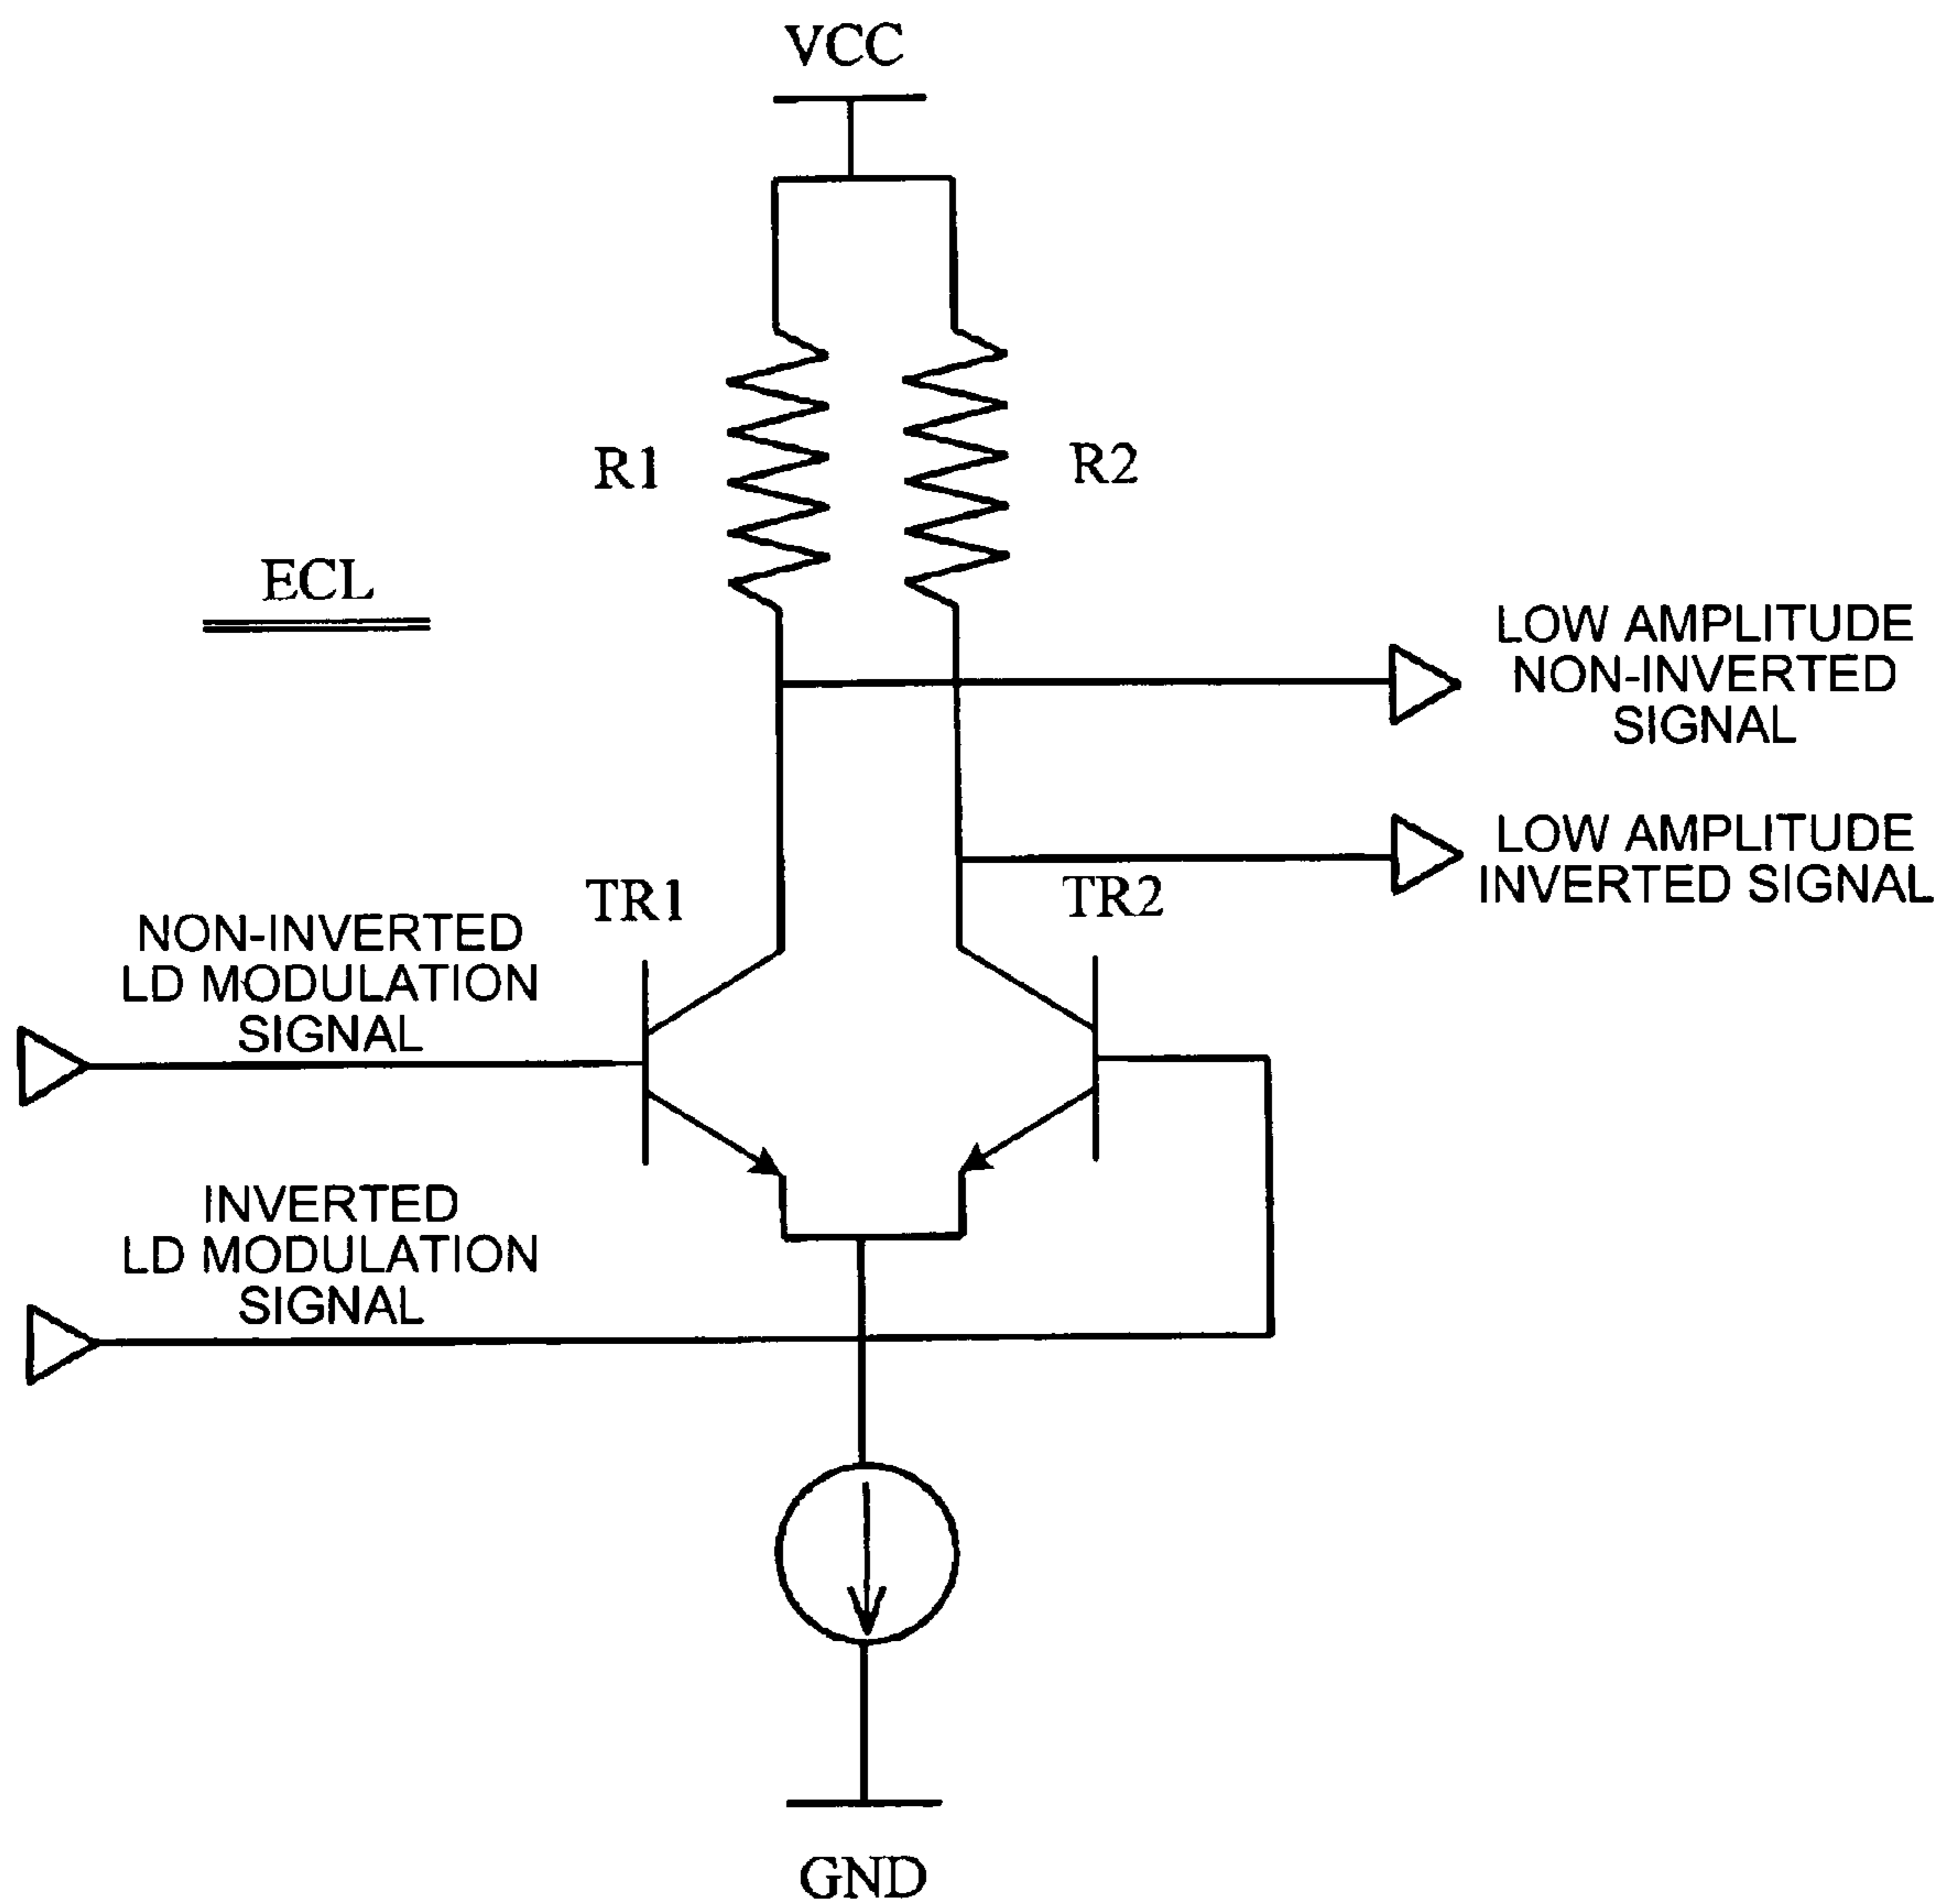 VCC
R1
R2
ECL
LOW AMPLITUDE
NON-INVERTED
SIGNAL
LOW AMPLITUDE
INVERTED SIGNAL
TR1
TR2
NON-INVERTED
LD MODULATION
SIGNAL
INVERTED
LD MODULATION
SIGNAL
GND